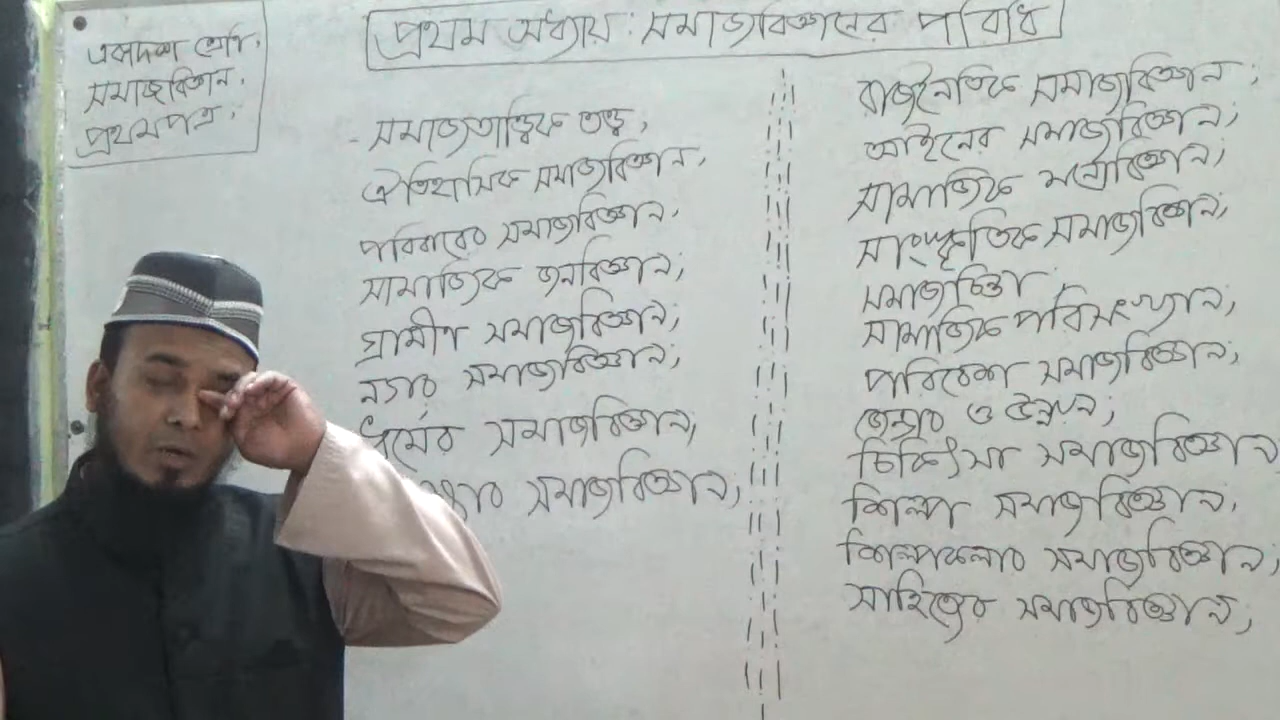 একাদশ শ্রেণি,
সমাজবিজ্ঞান,
প্রথমপত্র,
প্রথম অধ্যায় : সমাজবিজ্ঞানের পরিধি
- সমাজতাত্ত্বিক তত্ত্ব,
ঐতিহাসিক সমাজবিজ্ঞান,
পরিবারের সমাজবিজ্ঞান,
সামাজিক জনবিজ্ঞান,
গ্রামীণ সমাজবিজ্ঞান,
নগর সমাজবিজ্ঞান,
ধর্মের সমাজবিজ্ঞান,
সমাজবিজ্ঞান,
রাজনৈতিক সমাজবিজ্ঞান,
আইনের সমাজবিজ্ঞান,
সামাজিক মনোবিজ্ঞান,
সাংস্কৃতিক সমাজবিজ্ঞান,
সমাজচিন্তা,
সামাজিক পরিসংখ্যান,
পরিবেশ সমাজবিজ্ঞান,
জেন্ডার ও উন্নয়ন,
চিকিৎসা সমাজবিজ্ঞান
শিল্প সমাজবিজ্ঞান,
শিল্পকলার সমাজবিজ্ঞান,
সাহিত্যের সমাজবিজ্ঞান,